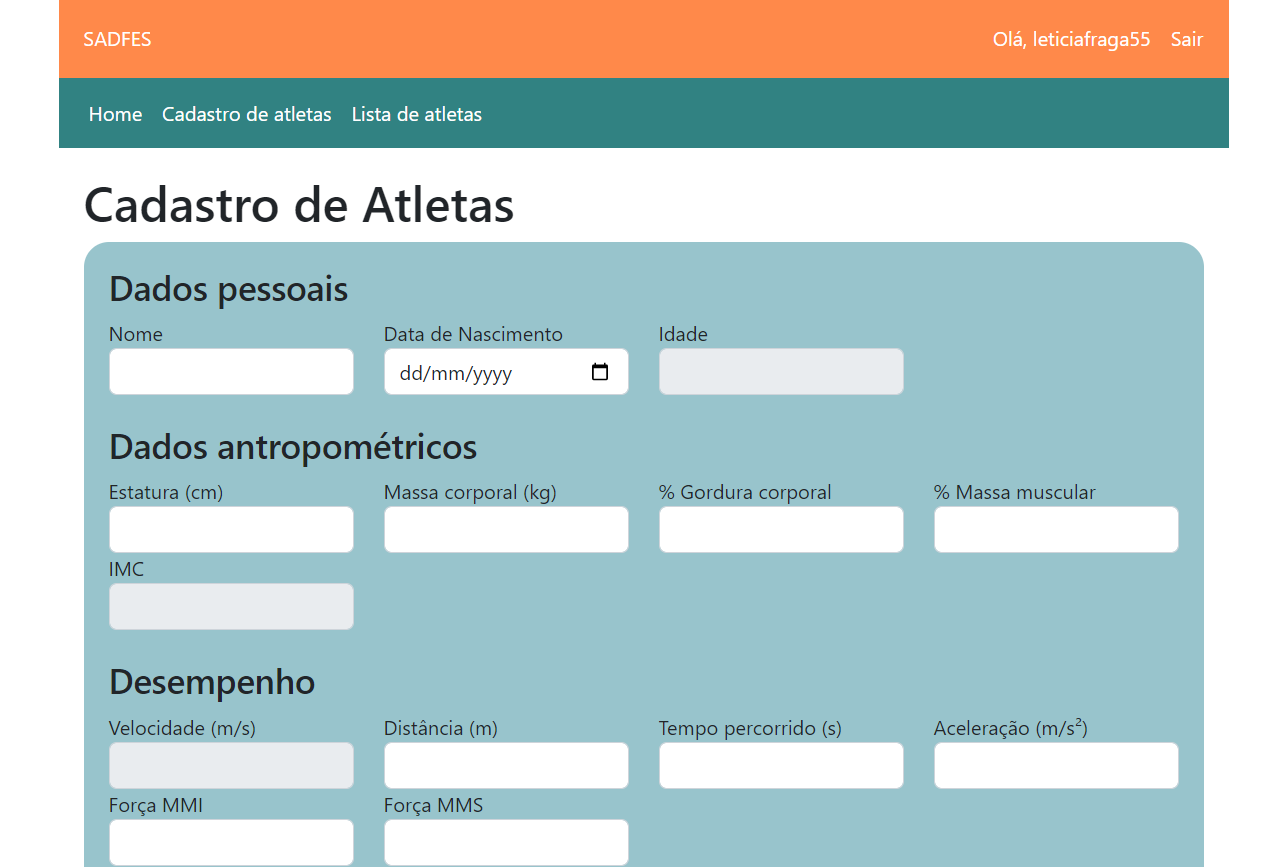 SADFES Olá, leticiafraga55 Sair
Home Cadastro de atletas Lista de atletas
Cadastro de Atletas
Dados pessoais
Nome Data de Nascimento Idade
dd/mm/yyyy
Dados antropométricos
Estatura (cm) Massa corporal (kg) % Gordura corporal % Massa muscular
IMC
Desempenho
Velocidade (m/s) Distância (m) Tempo percorrido (s) Aceleração (m/s²)
Força MMI Força MMS